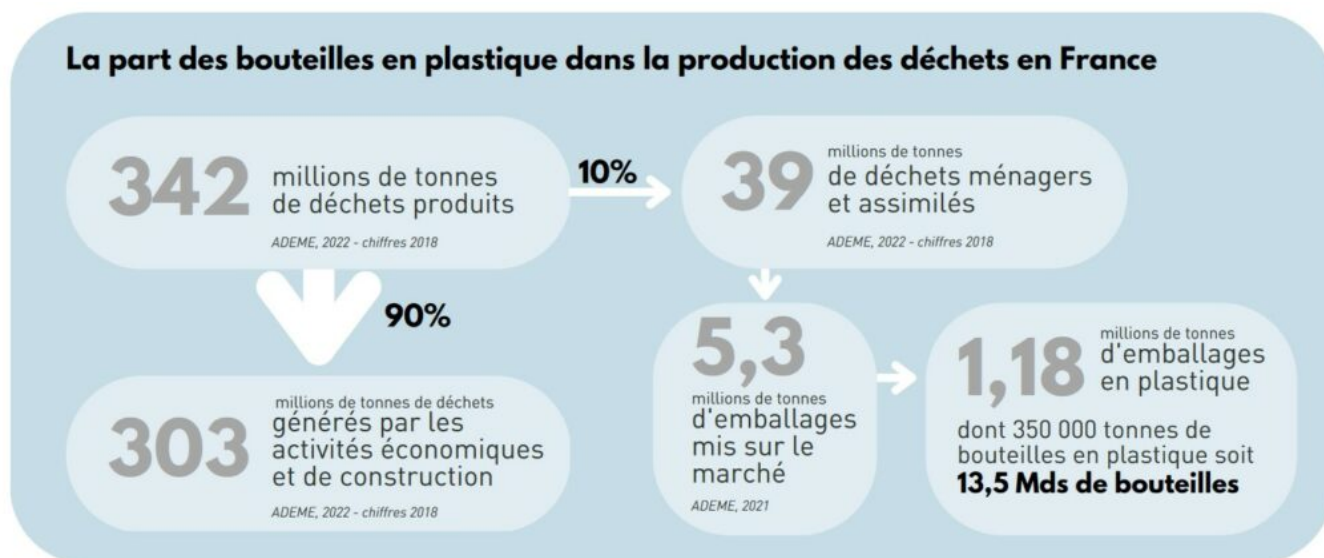 La part des bouteilles en plastique dans la production des déchets en France
342
millions de tonnes
de déchets produits
ADEME, 2022 - chiffres 2018
10%
39
millions de tonnes
de déchets ménagers
et assimilés
ADEME, 2022 - chiffres 2018
90%
303
millions de tonnes de déchets
générés par les
activités économiques
et de construction
ADEME, 2022 - chiffres 2018
5,3
millions de tonnes
d'emballages
mis sur le
marché
ADEME, 2021
1,18
millions de tonnes
d'emballages
en plastique
dont 350 000 tonnes de
bouteilles en plastique soit
13,5 Mds de bouteilles